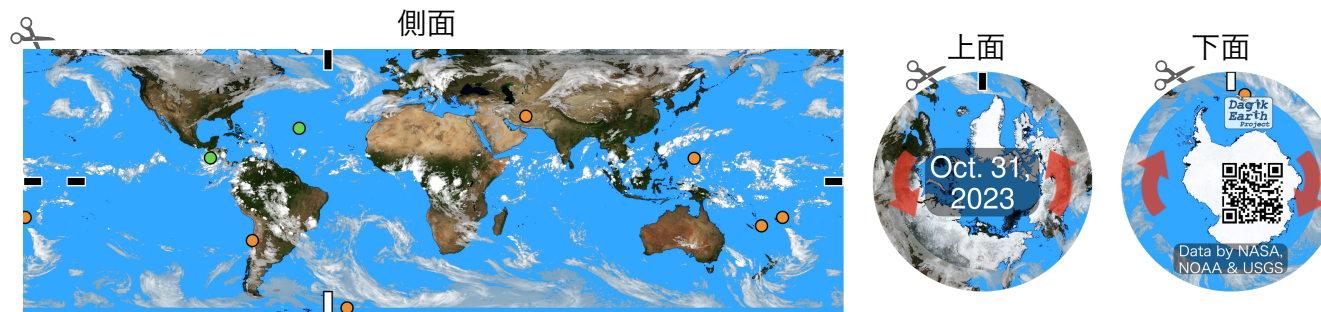 側面
上面
下面
Oct. 31,
2023
Dagik
Earth
Project
Data by NASA,
NOAA & USGS